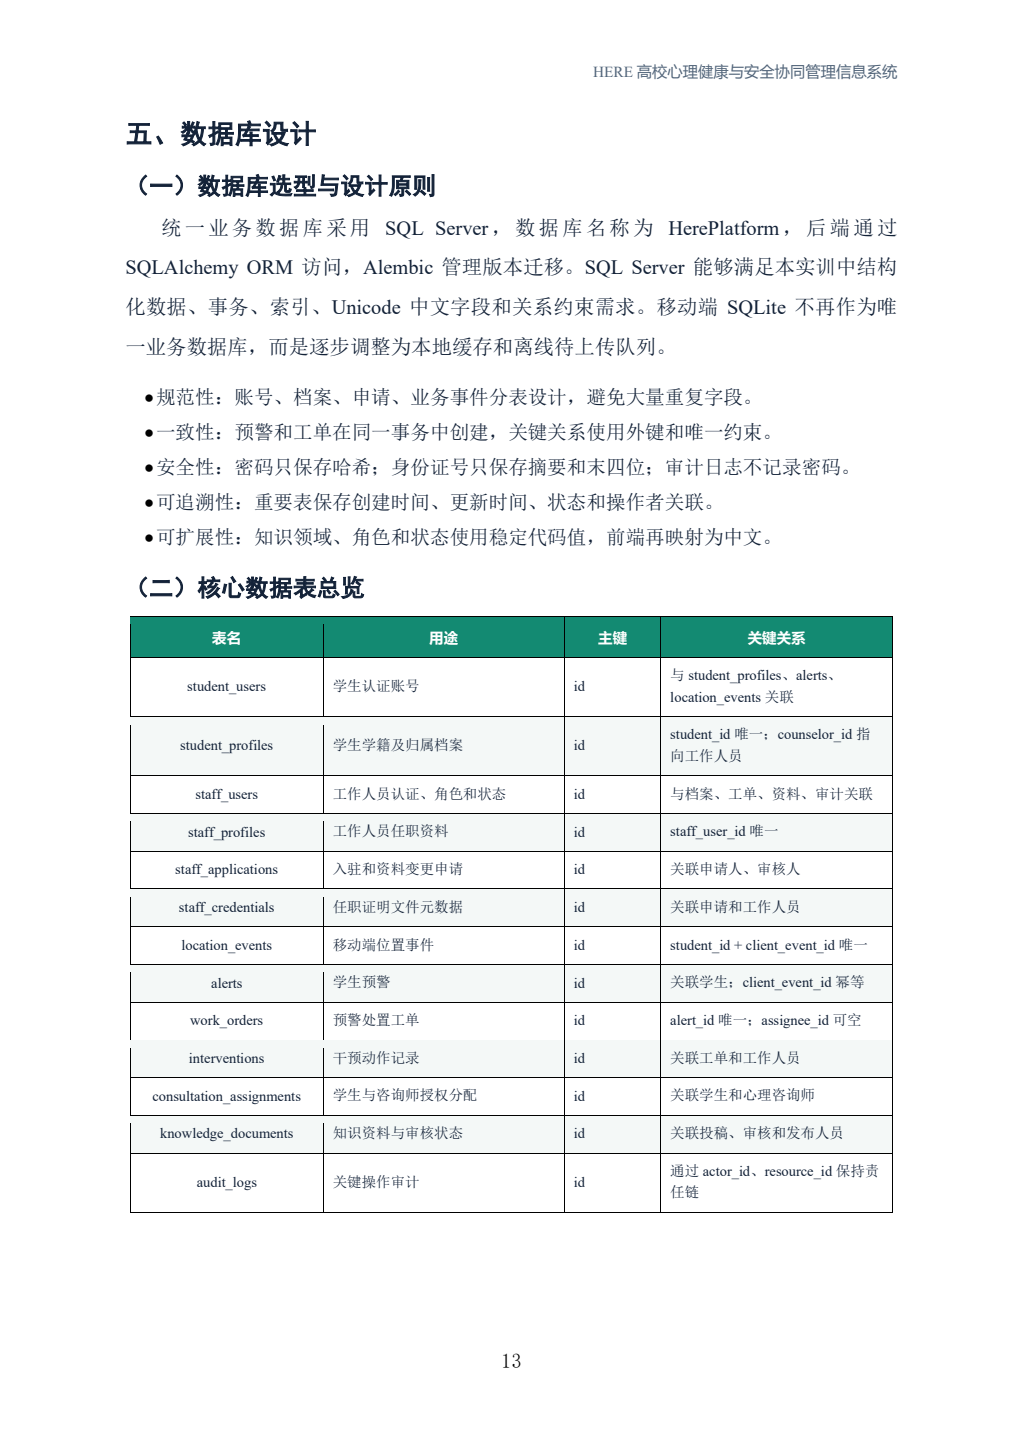 HERE 高校心理健康与安全协同管理信息系统
五、数据库设计
（一）数据库选型与设计原则
统一业务数据库采用 SQL Server，数据库名称为 HerePlatform，后端通过
SQLAlchemy ORM 访问，Alembic 管理版本迁移。SQL Server 能够满足本实训中结构
化数据、事务、索引、Unicode 中文字段和关系约束需求。移动端 SQLite 不再作为唯
一业务数据库，而是逐步调整为本地缓存和离线待上传队列。
●规范性：账号、档案、申请、业务事件分表设计，避免大量重复字段。
●一致性：预警和工单在同一事务中创建，关键关系使用外键和唯一约束。
●安全性：密码只保存哈希；身份证号只保存摘要和末四位；审计日志不记录密码。
●可追溯性：重要表保存创建时间、更新时间、状态和操作者关联。
●可扩展性：知识领域、角色和状态使用稳定代码值，前端再映射为中文。
（二）核心数据表总览
表名 用途 主键 关键关系
student_users 学生认证账号 id 与 student_profiles、alerts、
location_events 关联
student_profiles 学生学籍及归属档案 id student_id 唯一；counselor_id 指
向工作人员
staff_users 工作人员认证、角色和状态 id 与档案、工单、资料、审计关联
staff_profiles 工作人员任职资料 id staff_user_id 唯一
staff_applications 入驻和资料变更申请 id 关联申请人、审核人
staff_credentials 任职证明文件元数据 id 关联申请和工作人员
location_events 移动端位置事件 id student_id + client_event_id 唯一
alerts 学生预警 id 关联学生；client_event_id 幂等
work_orders 预警处置工单 id alert_id 唯一；assignee_id 可空
interventions 干预动作记录 id 关联工单和工作人员
consultation_assignments 学生与咨询师授权分配 id 关联学生和心理咨询师
knowledge_documents 知识资料与审核状态 id 关联投稿、审核和发布人员
audit_logs 关键操作审计 id 通过 actor_id、resource_id 保持责
任链
13